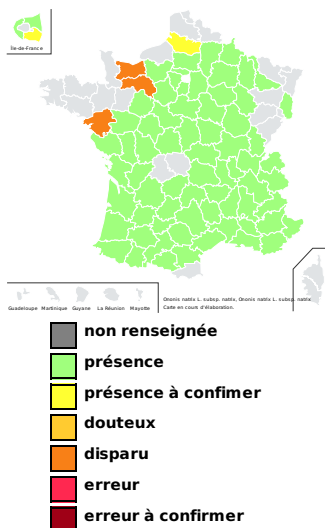 Île-de-France
Guadeloupe Martinique Guyane La Réunion Mayotte
Ononis natrix L. subsp. natrix, Ononis natrix L. subsp. natrix
Carte en cours d'élaboration.
non renseignée
présence
présence à confimer
douteux
disparu
erreur
erreur à confirmer